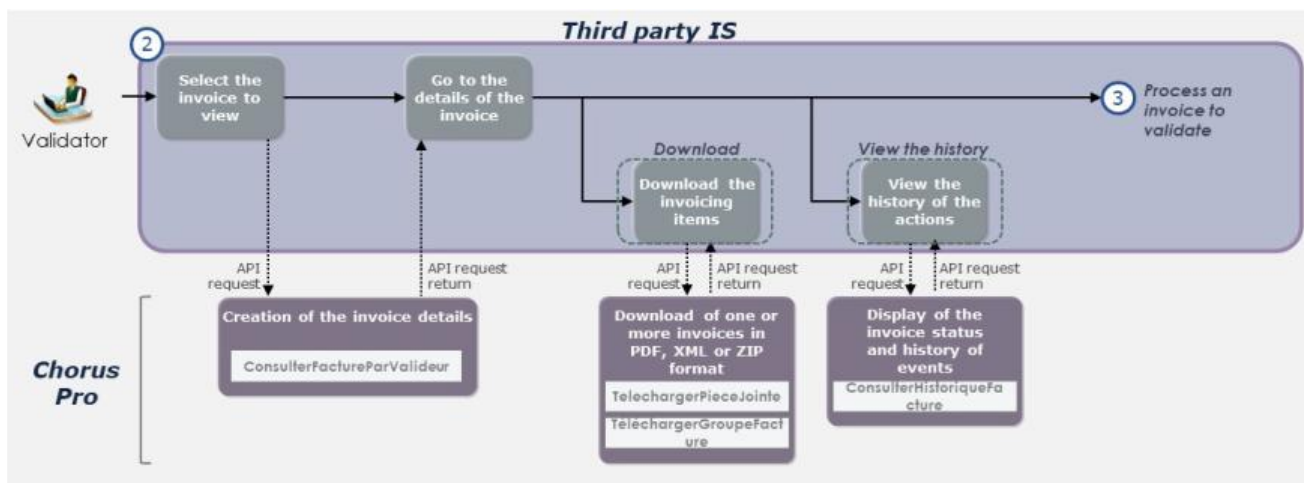 Third party IS
2
Validator
Select the
invoice to
view
Go to the
details of the
invoice
3
Process an
invoice to
validate
Download
Download the
invoicing
items
View the history
View the
history of the
actions
API
request
API request
return
API
request
API request
return
API
request
API request
return
Chorus
Pro
Creation of the invoice details
ConsulterFactureParValideur
Download of one or
more invoices in
PDF, XML or ZIP
format
TelechargerPieceJointe
TéléchargerGroupeFact
ure
Display of the
invoice status
and history of
events
ConsulterHistoriqueFa
cture